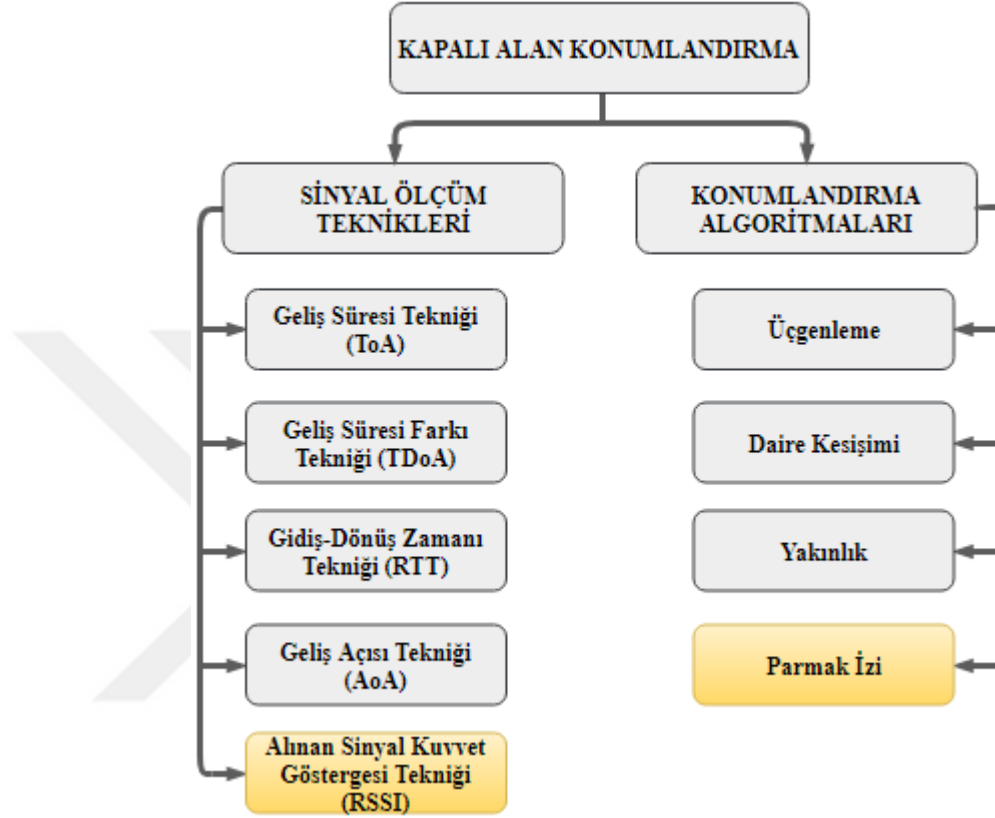 KAPALI ALAN KONUMLANDIRMA
SİNYAL ÖLÇÜM
TEKNİKLERİ
Geliş Süresi Tekniği
(ToA)
Geliş Süresi Farkı
Tekniği (TDoA)
Gidiş-Dönüş Zamanı
Tekniği (RTT)
Geliş Açısı Tekniği
(AoA)
Alınan Sinyal Kuvvet
Göstergesi Tekniği
(RSSI)
KONUMLANDIRMA
ALGORİTMALARI
Üçgenleme
Daire Kesişimi
Yakınlık
Parmak İzi